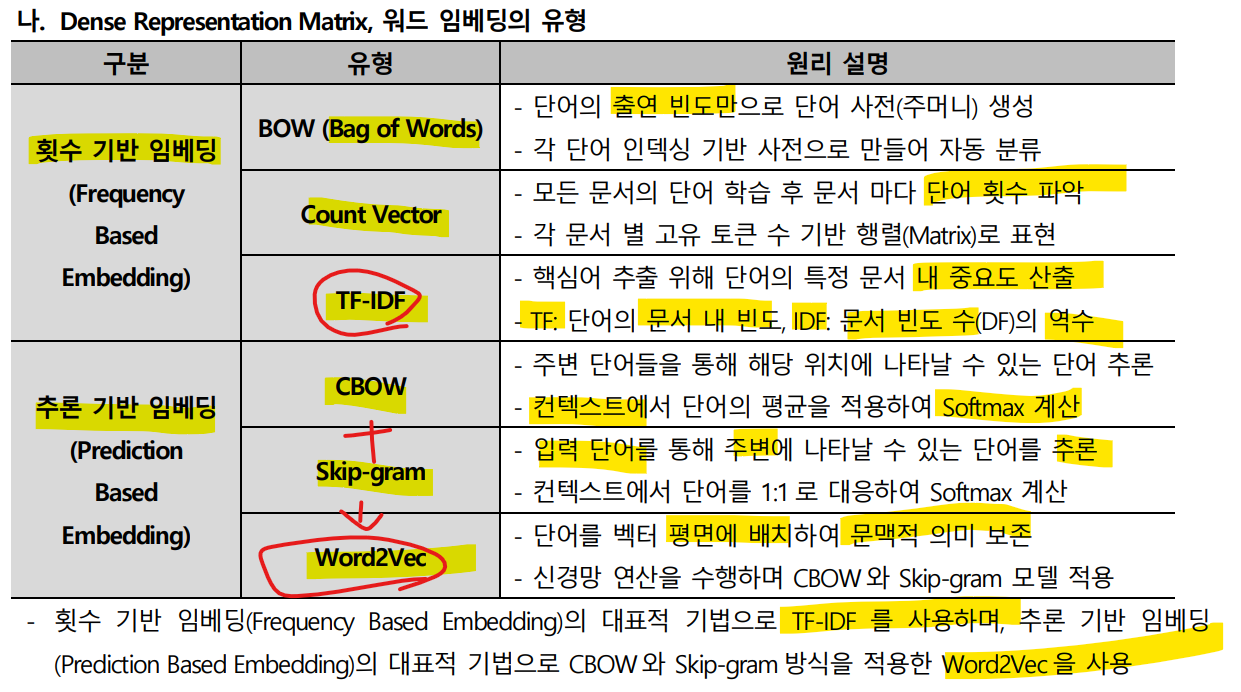 나. Dense Representation Matrix, 워드 임베딩의 유형
구분 유형 원리 설명
횟수 기반 임베딩
(Frequency
Based
Embedding)
BOW (Bag of Words)
- 단어의 출연 빈도만으로 단어 사전(주머니) 생성
- 각 단어 인덱싱 기반 사전으로 만들어 자동 분류
Count Vector
- 모든 문서의 단어 학습 후 문서 마다 단어 횟수 파악
- 각 문서 별 고유 토큰 수 기반 행렬(Matrix)로 표현
TF-IDF
- 핵심어 추출 위해 단어의 특정 문서 내 중요도 산출
- TF: 단어의 문서 내 빈도, IDF: 문서 빈도 수(DF)의 역수
추론 기반 임베딩
(Prediction
Based
Embedding)
CBOW
- 주변 단어들을 통해 해당 위치에 나타날 수 있는 단어 추론
- 컨텍스트에서 단어의 평균을 적용하여 Softmax 계산
Skip-gram
- 입력 단어를 통해 주변에 나타날 수 있는 단어를 추론
- 컨텍스트에서 단어를 1:1로 대응하여 Softmax 계산
Word2Vec
- 단어를 벡터 평면에 배치하여 문맥적 의미 보존
- 신경망 연산을 수행하며 CBOW와 Skip-gram 모델 적용
- 횟수 기반 임베딩(Frequency Based Embedding)의 대표적 기법으로 TF-IDF 를 사용하며, 추론 기반 임베딩
(Prediction Based Embedding)의 대표적 기법으로 CBOW와 Skip-gram 방식을 적용한 Word2Vec을 사용